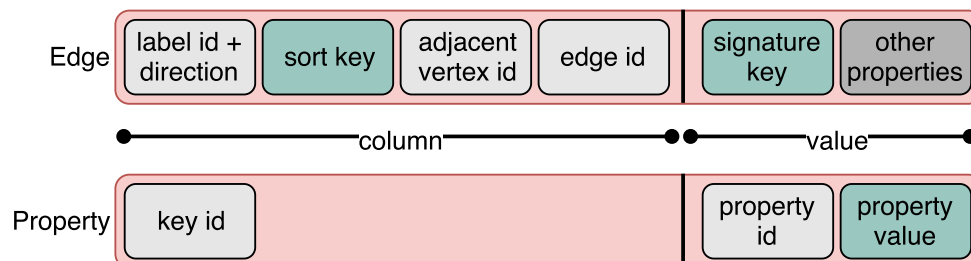 Edge
label id +
direction
sort key
adjacent
vertex id
edge id
signature
key
other
properties
column
value
Property
key id
property
id
property
value